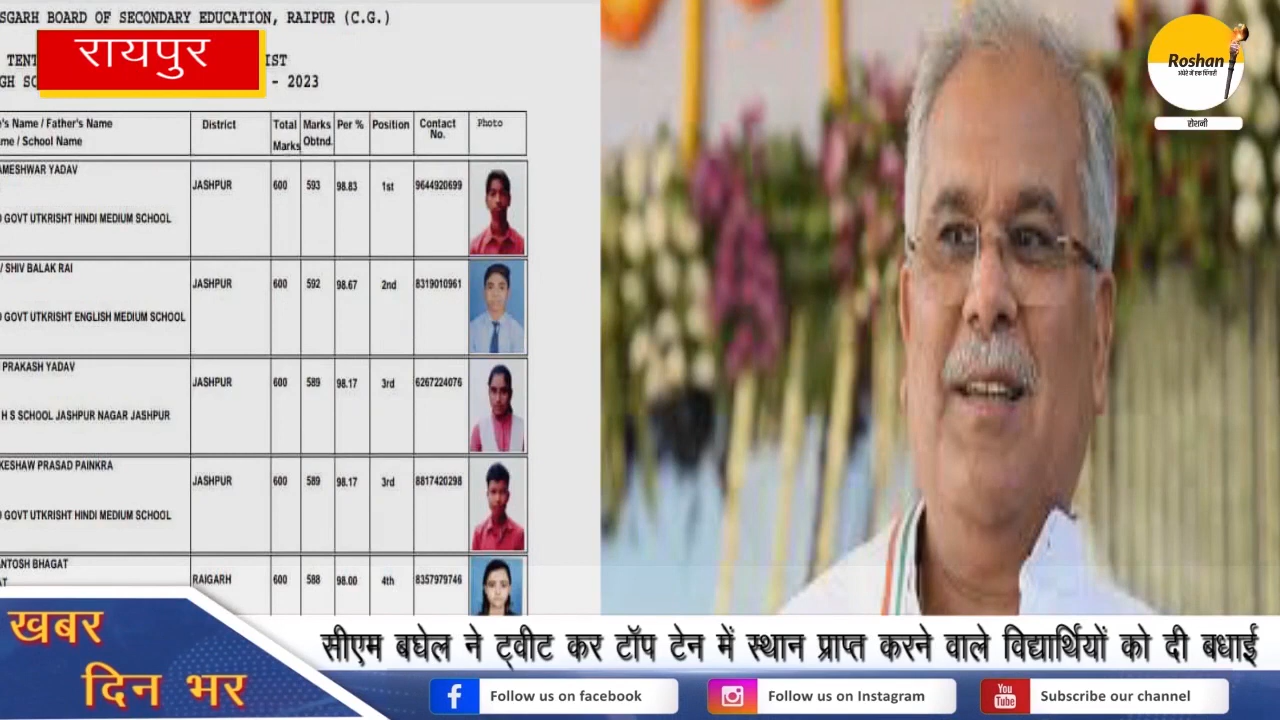 SGARH BOARD OF SECONDARY EDUCATION, RAIPUR (C.G.)
रायपुर
TENT
IST
GH SC
- 2023
e's Name / Father's Name
me / School Name
District
Total Marks
Marks Obtnd.
Per %
Position
Contact No.
Photo
AMESHWAR YADAV
JASHPUR 600 593 98.83 1st 9644920699
O GOVT UTKRISHT HINDI MEDIUM SCHOOL
/ SHIV BALAK RAI
JASHPUR 600 592 98.67 2nd 8319010961
O GOVT UTKRISHT ENGLISH MEDIUM SCHOOL
PRAKASH YADAV
JASHPUR 600 589 98.17 3rd 6267224076
H S SCHOOL JASHPUR NAGAR JASHPUR
KESHAW PRASAD PAINKRA
JASHPUR 600 589 98.17 3rd 8817420298
O GOVT UTKRISHT HINDI MEDIUM SCHOOL
ANTOSH BHAGAT
RAIGARH 600 588 98.00 4th 8357979746
AT
Roshan
अंधेरे में एक चिंगारी
रोशनी
खबर
दिन भर
सीएम बघेल ने ट्वीट कर टॉप टेन में स्थान प्राप्त करने वाले विद्यार्थियों को दी बधाई
Follow us on facebook
Follow us on Instagram
You Tube
Subscribe our channel